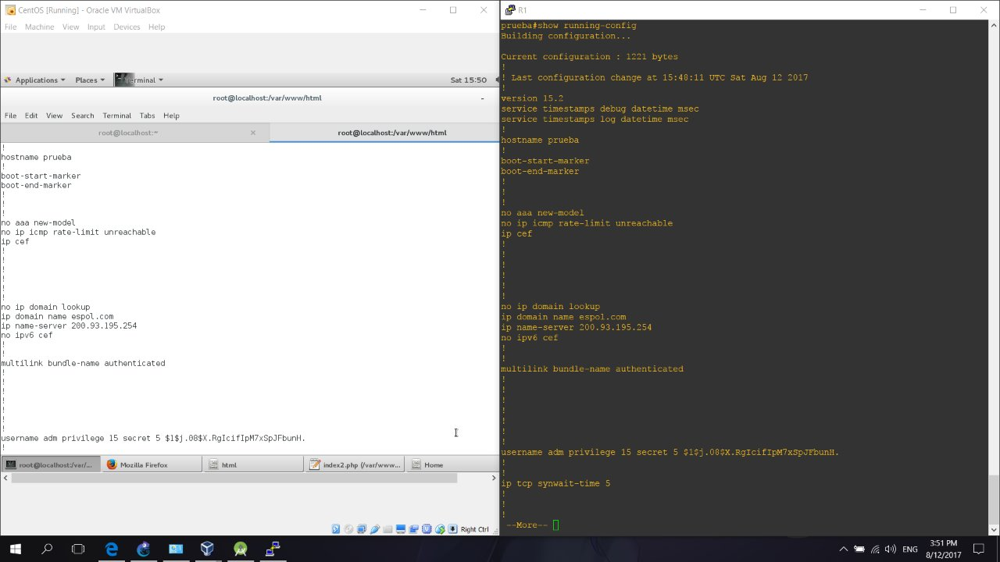 CentOS [Running] - Oracle VM VirtualBox
File Machine View Input Devices Help
Applications Places Terminal Sat 15:50
root@localhost:/var/www/html
File Edit View Search Terminal Tabs Help
root@localhost:~ root@localhost:/var/www/html
!
hostname prueba
!
boot-start-marker
boot-end-marker
!
!
!
no aaa new-model
no ip icmp rate-limit unreachable
ip cef
!
!
!
!
!
!
no ip domain lookup
ip domain name espol.com
ip name-server 200.93.195.254
no ipv6 cef
!
!
multilink bundle-name authenticated
!
!
!
!
!
!
!
username adm privilege 15 secret 5 $1$j.08$X.RgIcifIpM7xSpJFbunH.
!
root@localhost:/var/... Mozilla Firefox html index2.php (/var/www... Home
Right Ctrl
R1
prueba#show running-config
Building configuration...
Current configuration : 1221 bytes
!
! Last configuration change at 15:48:11 UTC Sat Aug 12 2017
!
version 15.2
service timestamps debug datetime msec
service timestamps log datetime msec
!
hostname prueba
!
boot-start-marker
boot-end-marker
!
!
!
no aaa new-model
no ip icmp rate-limit unreachable
ip cef
!
!
!
!
!
!
no ip domain lookup
ip domain name espol.com
ip name-server 200.93.195.254
no ipv6 cef
!
!
multilink bundle-name authenticated
!
!
!
!
!
!
!
username adm privilege 15 secret 5 $1$j.08$X.RgIcifIpM7xSpJFbunH.
!
!
ip tcp synwait-time 5
!
!
!
--More--
ENG
3:51 PM
8/12/2017